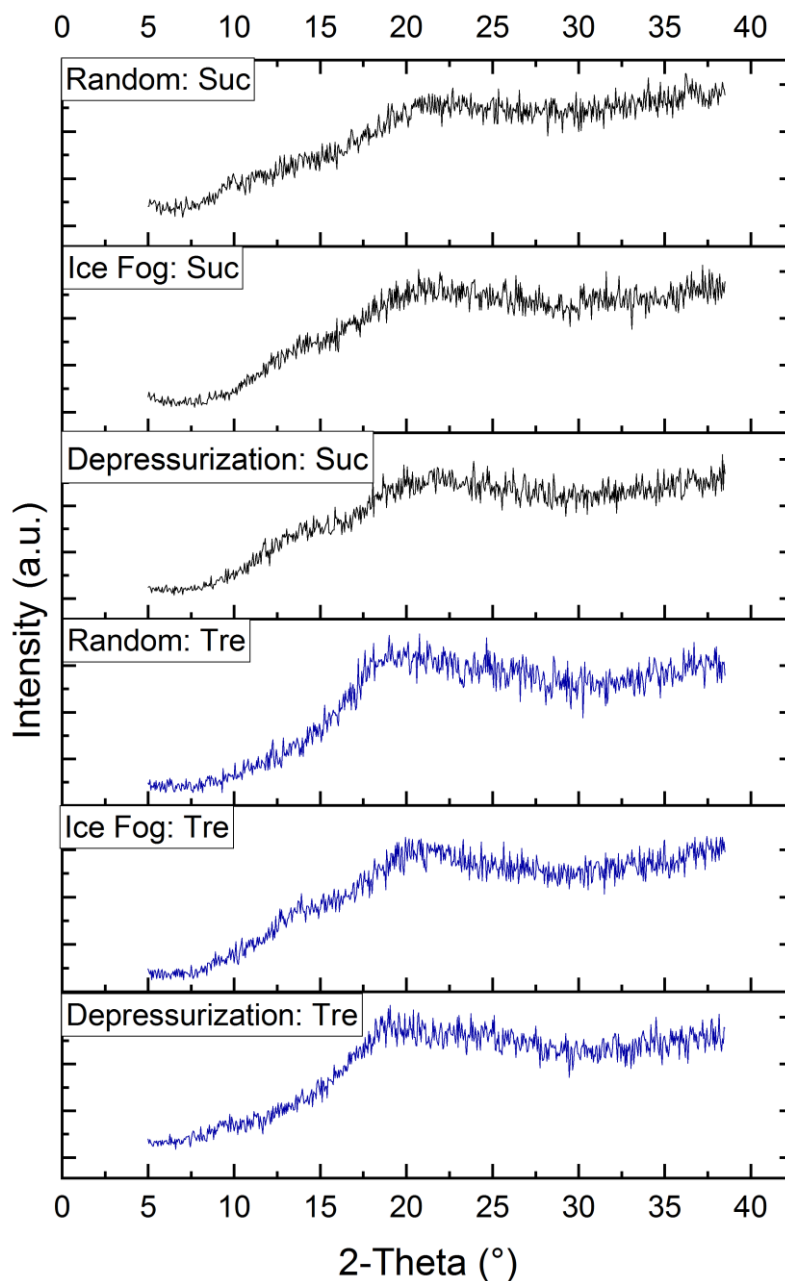 0 5 10 15 20 25 30 35 40
Random: Suc
Ice Fog: Suc
Depressurization: Suc
Random: Tre
Ice Fog: Tre
Depressurization: Tre
Intensity (a.u.)
0 5 10 15 20 25 30 35 40
2-Theta (°)